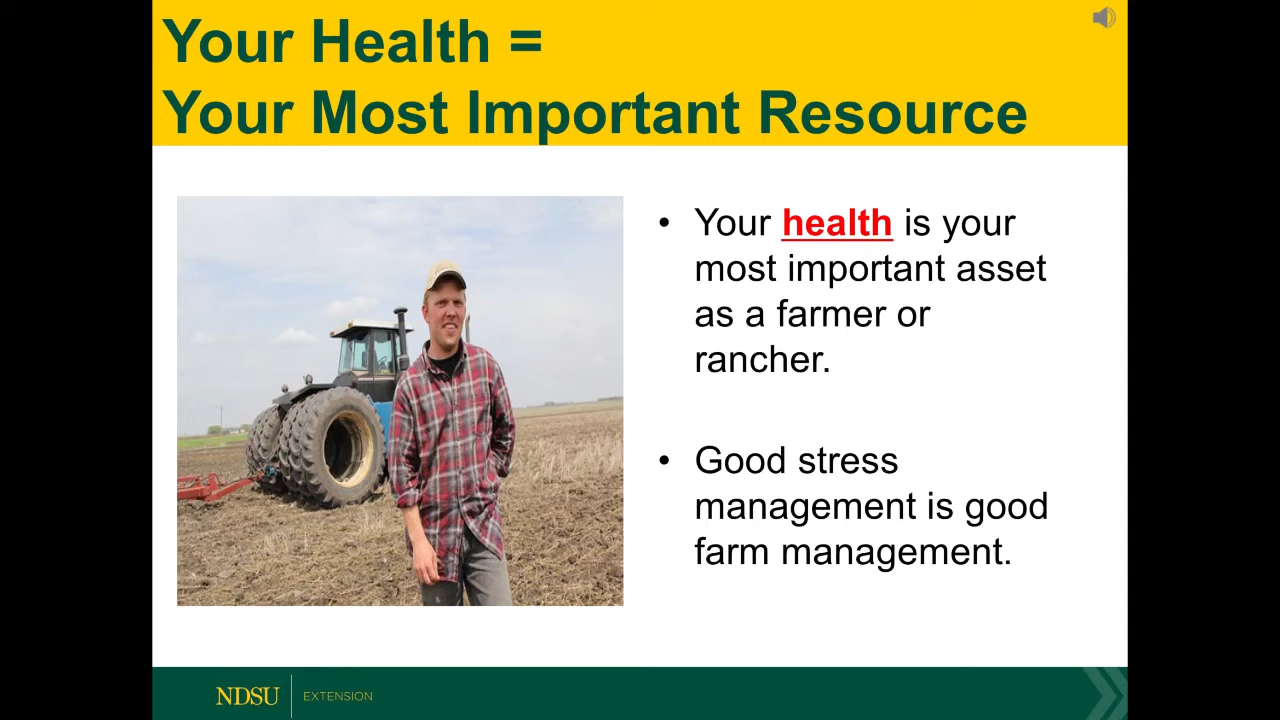 Your Health =
Your Most Important Resource
• Your health is your
most important asset
as a farmer or
rancher.
• Good stress
management is good
farm management.
NDSU EXTENSION